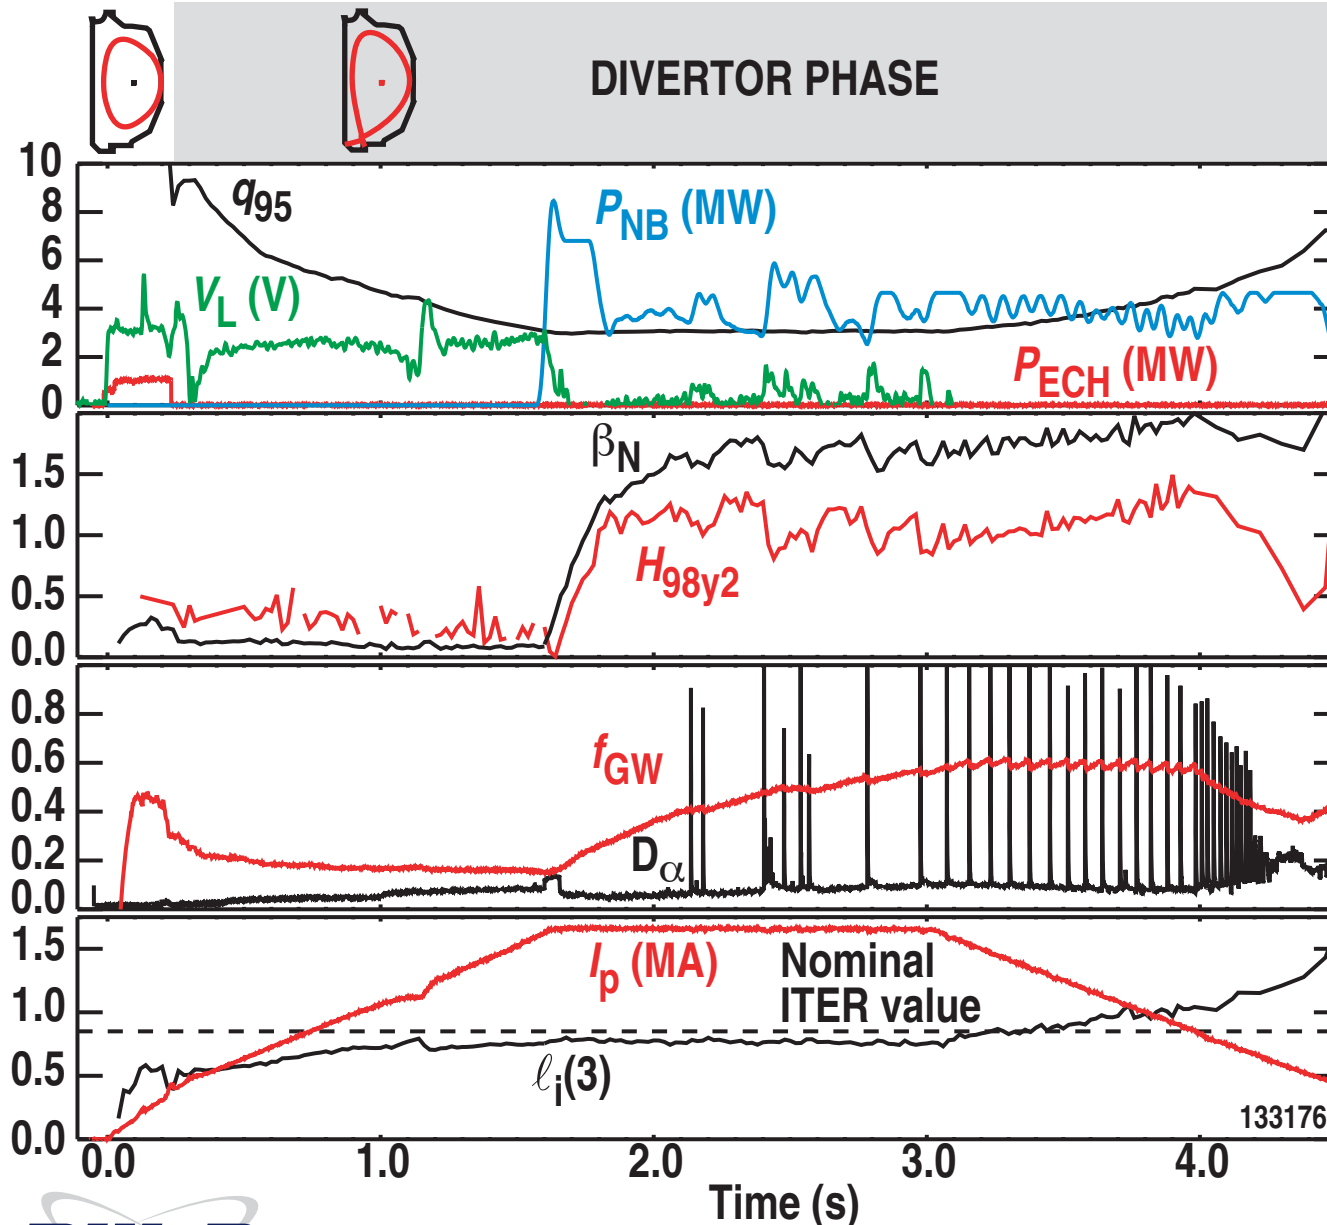 DIVERTOR PHASE
10
8
6
4
2
0
q95
VL (V)
PNB (MW)
PECH (MW)
1.5
1.0
0.5
0.0
βN
H98y2
0.8
0.6
0.4
0.2
0.0
fGW
Dα
1.5
1.0
0.5
0.0
Ip (MA)
Nominal
ITER value
ℓi(3)
133176
0.0 1.0 2.0 3.0 4.0
Time (s)